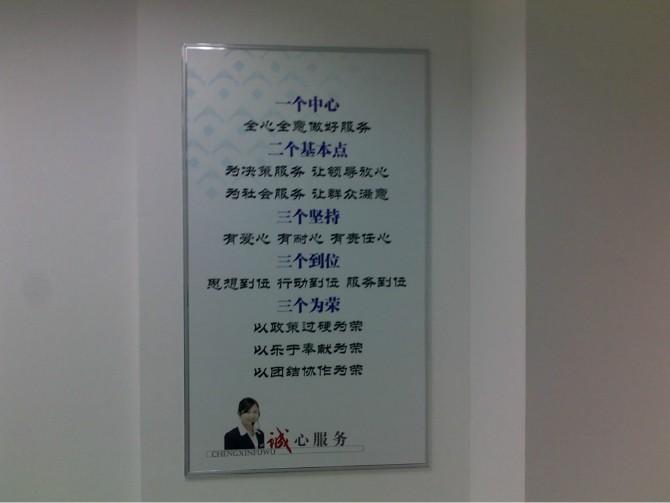 一个中心
全心全意做好服务
二个基本点
为决策服务 让领导放心
为社会服务 让群众满意
三个坚持
有爱心 有耐心 有责任心
三个到位
思想到位 行动到位 服务到位
三个为荣
以政策过硬为荣
以乐于奉献为荣
以团结协作为荣
诚心服务
CHENGXINFUWU